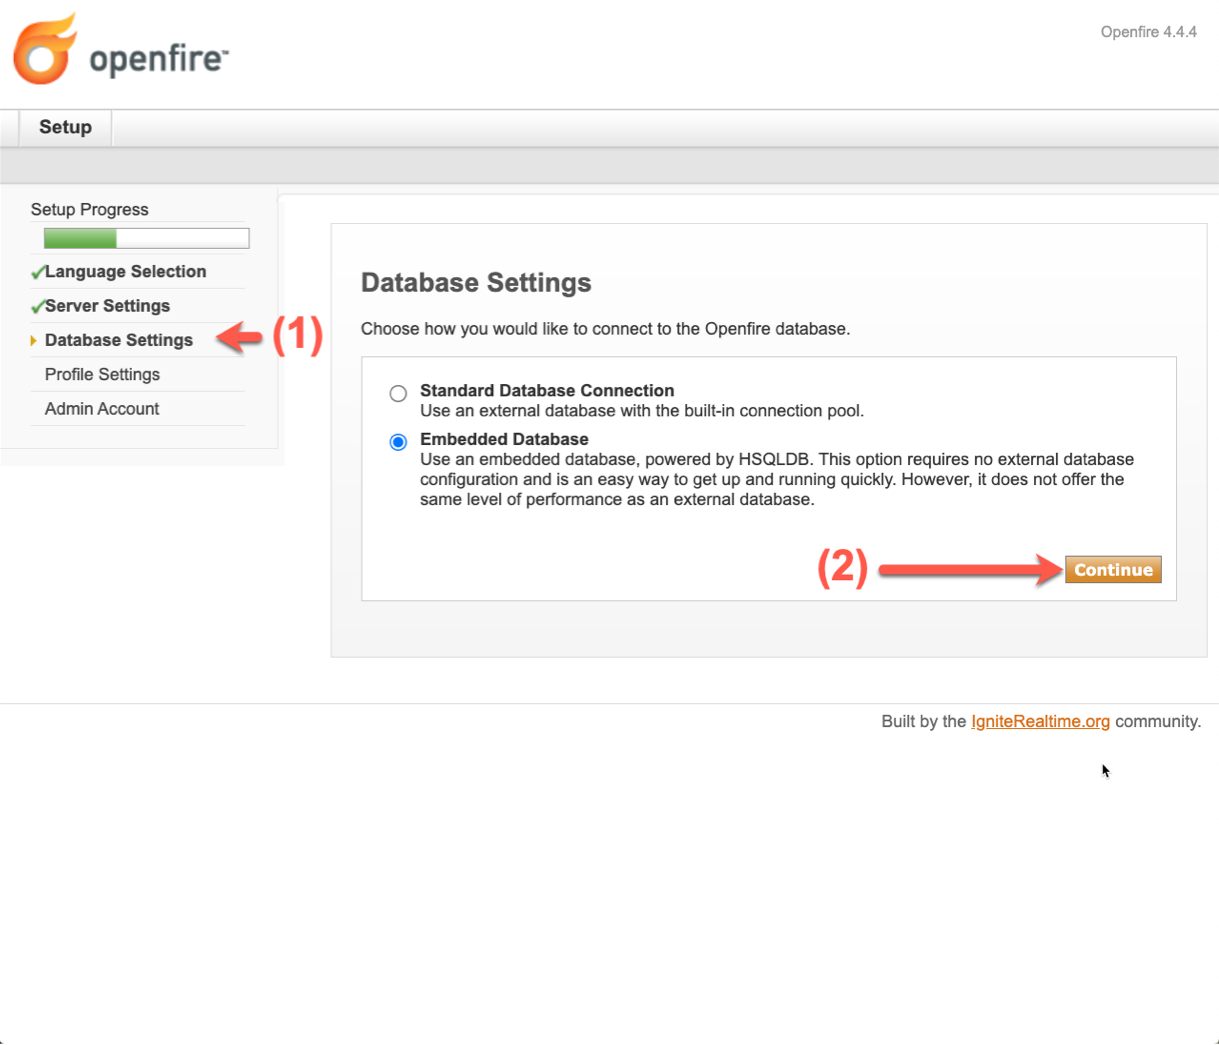 openfire™
Openfire 4.4.4
Setup
Setup Progress
Language Selection
Server Settings
Database Settings
(1)
Profile Settings
Admin Account
Database Settings
Choose how you would like to connect to the Openfire database.
Standard Database Connection
Use an external database with the built-in connection pool.
Embedded Database
Use an embedded database, powered by HSQLDB. This option requires no external database
configuration and is an easy way to get up and running quickly. However, it does not offer the
same level of performance as an external database.
(2)
Continue
Built by the IgniteRealtime.org community.